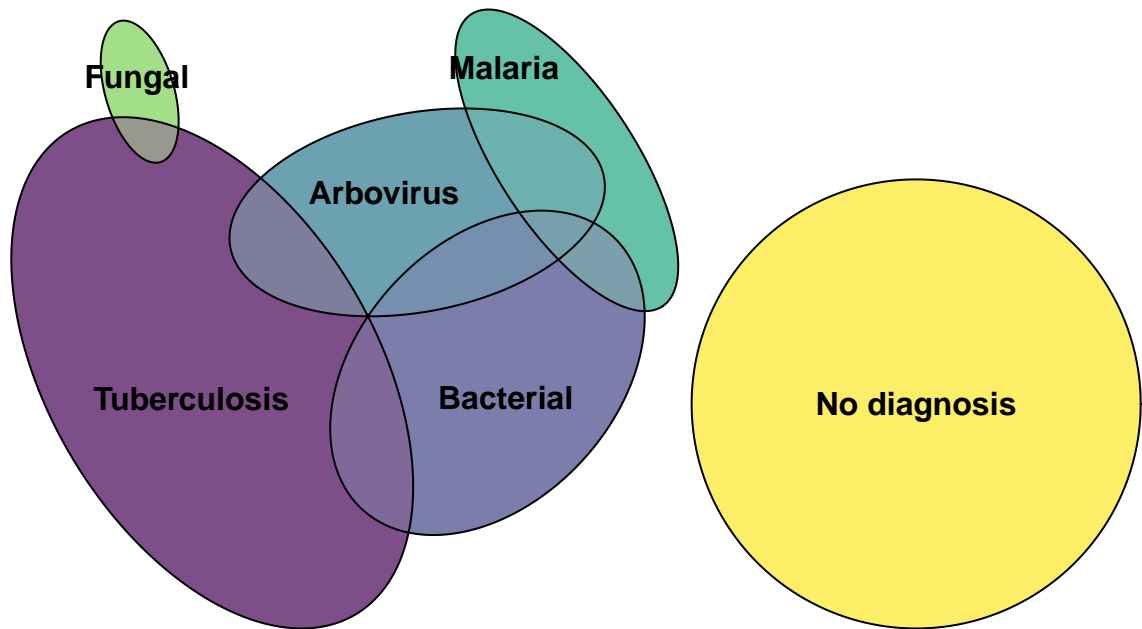 Malaria
Fungal
Arbovirus
Tuberculosis
Bacterial
No diagnosis